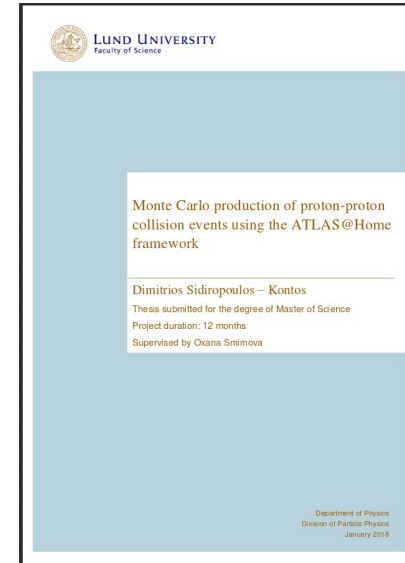 LUND UNIVERSITY
Faculty of Science
Monte Carlo production of proton-proton
collision events using the ATLAS@Home
framework
Dimitrios Sidiropoulos – Kontos
Thesis submitted for the degree of Master of Science
Project duration: 12 months
Supervised by Oxana Smirnova
Department of Physics
Division of Particle Physics
January 2018